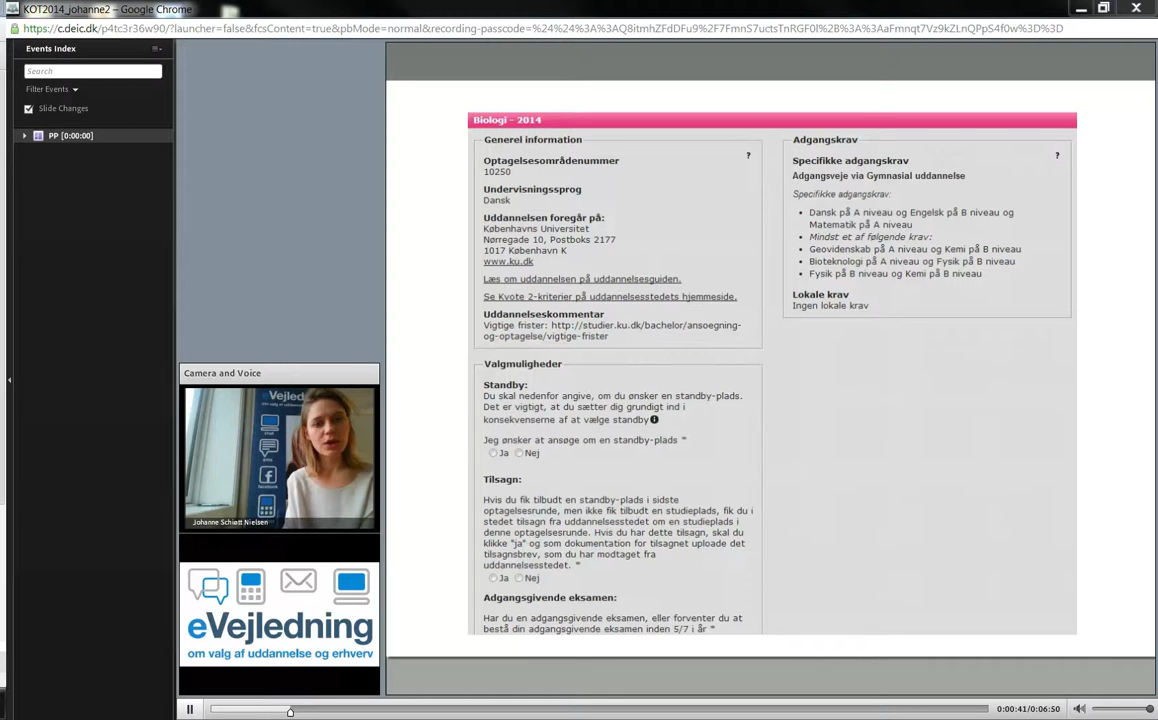 KOT2014_johanne2 – Google Chrome
https://c.deic.dk/p4tc3r36w90/?launcher=false&fcsContent=true&pbMode=normal&recording-passcode=%24%24%3A%3AQ8itmhZFdDFu9%2F7FmnS7uctsTnRGF0l%2B%3A%3AaFmnqt7Vz9kZLnQPpS4f0w%3D%3D
Events Index
Search
Filter Events
Slide Changes
PP [0:00:00]
Camera and Voice
eVejled
om valg af uddanne
chat
facebook
Johanne Schiøtt Nielsen
eVejledning
om valg af uddannelse og erhverv
Biologi - 2014
Generel information
?
Optagelsesområdenummer
10250
Undervisningssprog
Dansk
Uddannelsen foregår på:
Københavns Universitet
Nørregade 10, Postboks 2177
1017 København K
www.ku.dk
Læs om uddannelsen på uddannelsesguiden.
Se Kvote 2-kriterier på uddannelsesstedets hjemmeside.
Uddannelseskommentar
Vigtige frister: http://studier.ku.dk/bachelor/ansoegning-
og-optagelse/vigtige-frister
Valgmuligheder
Standby:
Du skal nedenfor angive, om du ønsker en standby-plads.
Det er vigtigt, at du sætter dig grundigt ind i
konsekvenserne af at vælge standby
Jeg ønsker at ansøge om en standby-plads *
Ja Nej
Tilsagn:
Hvis du fik tilbudt en standby-plads i sidste
optagelsesrunde, men ikke fik tilbudt en studieplads, fik du i
stedet tilsagn fra uddannelsesstedet om en studieplads i
denne optagelsesrunde. Hvis du har dette tilsagn, skal du
klikke "ja" og som dokumentation for tilsagnet uploade det
tilsagnsbrev, som du har modtaget fra
uddannelsesstedet. *
Ja Nej
Adgangsgivende eksamen:
Har du en adgangsgivende eksamen, eller forventer du at
bestå din adgangsgivende eksamen inden 5/7 i år *
Adgangskrav
?
Specifikke adgangskrav
Adgangsveje via Gymnasial uddannelse
Specifikke adgangskrav:
• Dansk på A niveau og Engelsk på B niveau og
Matematik på A niveau
• Mindst et af følgende krav:
• Geovidenskab på A niveau og Kemi på B niveau
• Bioteknologi på A niveau og Fysik på B niveau
• Fysik på B niveau og Kemi på B niveau
Lokale krav
Ingen lokale krav
0:00:41/0:06:50